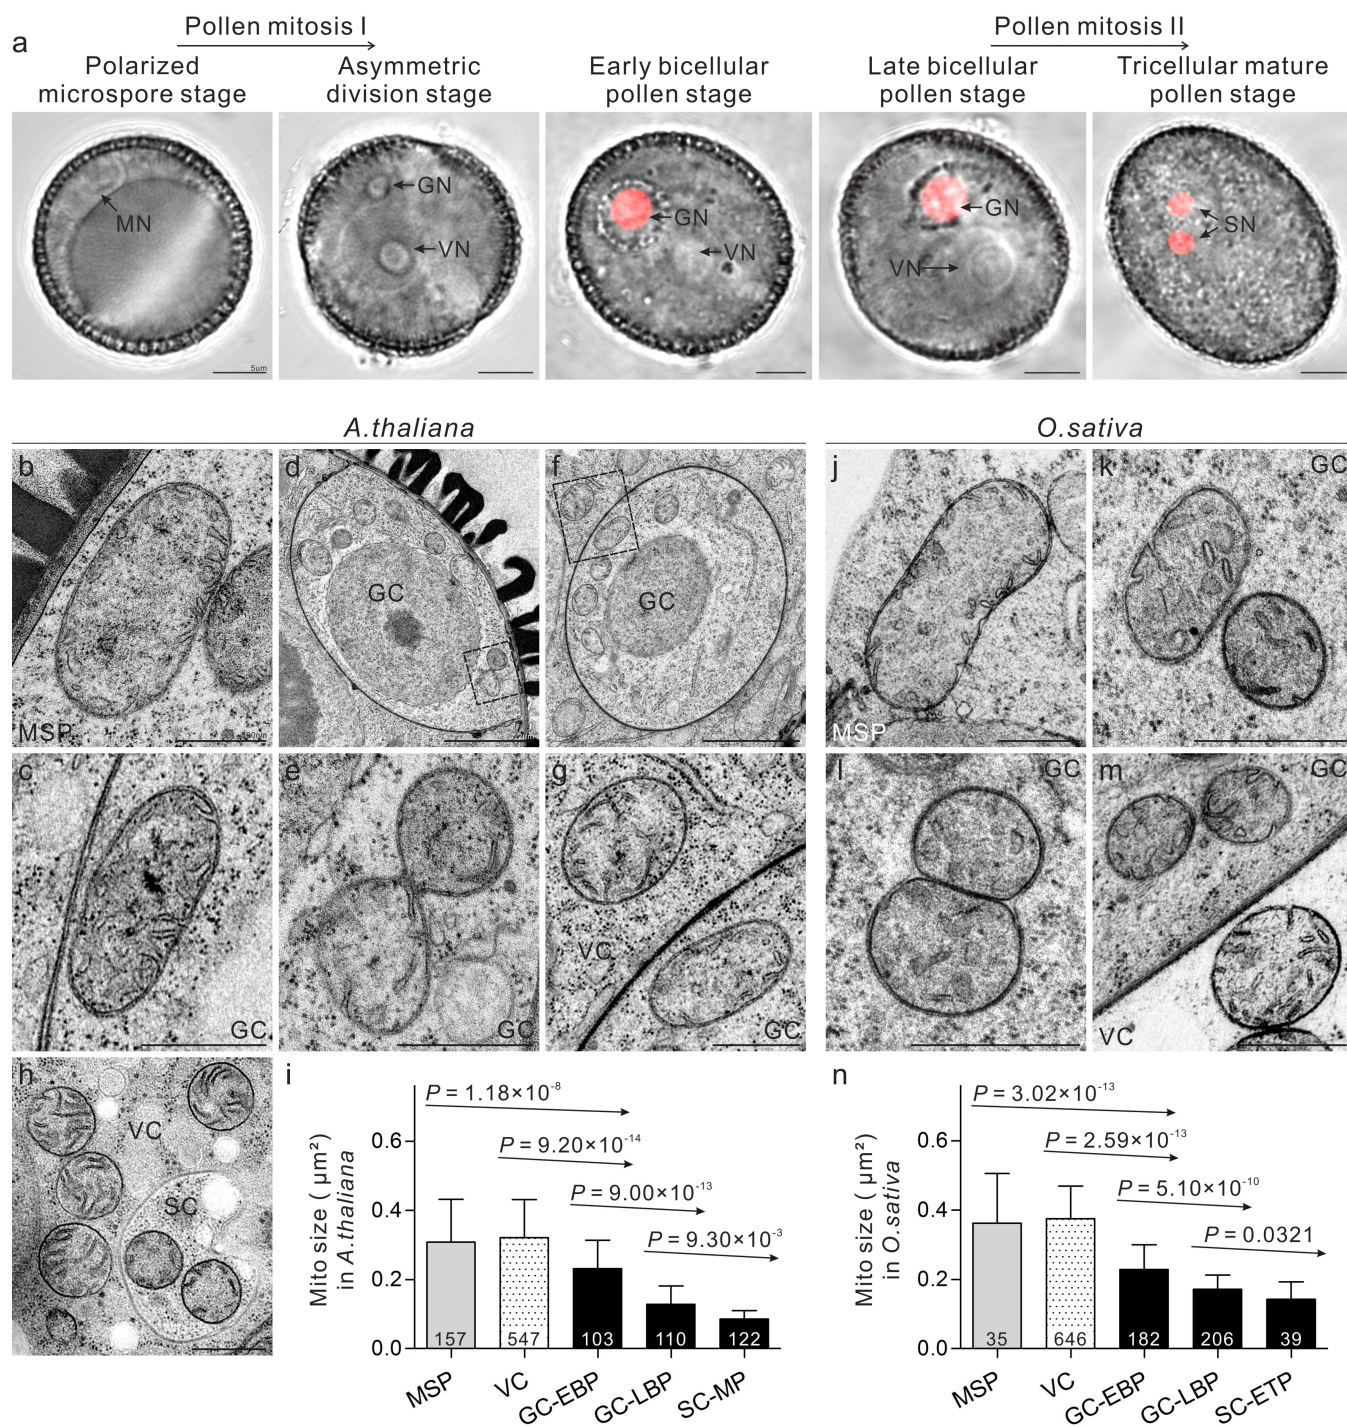 a
Pollen mitosis I
Pollen mitosis II
Polarized
microspore stage
Asymmetric
division stage
Early bicellular
pollen stage
Late bicellular
pollen stage
Tricellular mature
pollen stage
MN
5um
GN
VN
GN
VN
GN
VN
SN
A.thaliana
O.sativa
b
MSP
d
GC
f
GC
j
MSP
k
GC
c
GC
e
GC
g
VC
GC
l
GC
m
GC
VC
h
VC
SC
i
P = 1.18×10⁻⁸
P = 9.20×10⁻¹⁴
P = 9.00×10⁻¹³
P = 9.30×10⁻³
Mito size ( μm²)
in A.thaliana
0.6
0.4
0.2
0.0
157
547
103
110
122
MSP
VC
GC-EBP
GC-LBP
SC-MP
n
P = 3.02×10⁻¹³
P = 2.59×10⁻¹³
P = 5.10×10⁻¹⁰
P = 0.0321
Mito size ( μm²)
in O.sativa
0.6
0.4
0.2
0.0
35
646
182
206
39
MSP
VC
GC-EBP
GC-LBP
SC-ETP